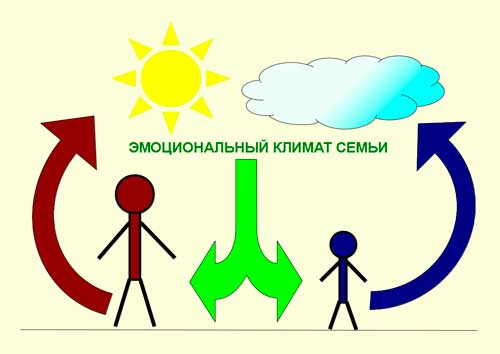 ЭМОЦИОНАЛЬНЫЙ КЛИМАТ СЕМЬИ